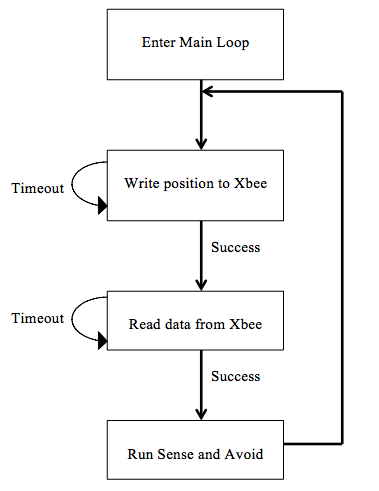 Enter Main Loop
Timeout
Write position to Xbee
Success
Timeout
Read data from Xbee
Success
Run Sense and Avoid